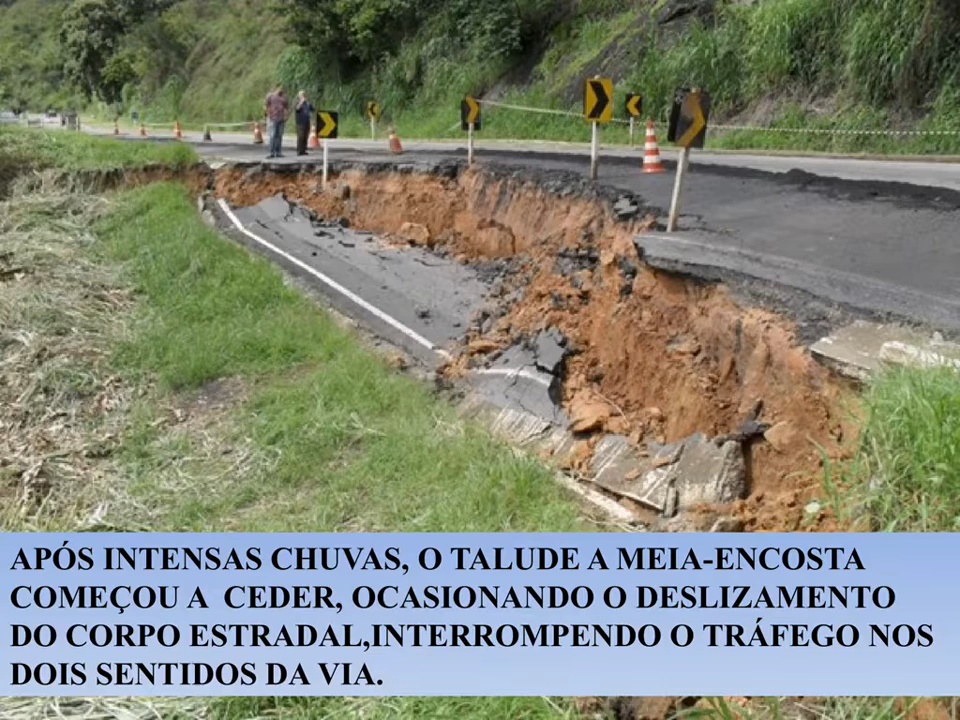 APÓS INTENSAS CHUVAS, O TALUDE A MEIA-ENCOSTA
COMEÇOU A CEDER, OCASIONANDO O DESLIZAMENTO
DO CORPO ESTRADAL,INTERROMPENDO O TRÁFEGO NOS
DOIS SENTIDOS DA VIA.